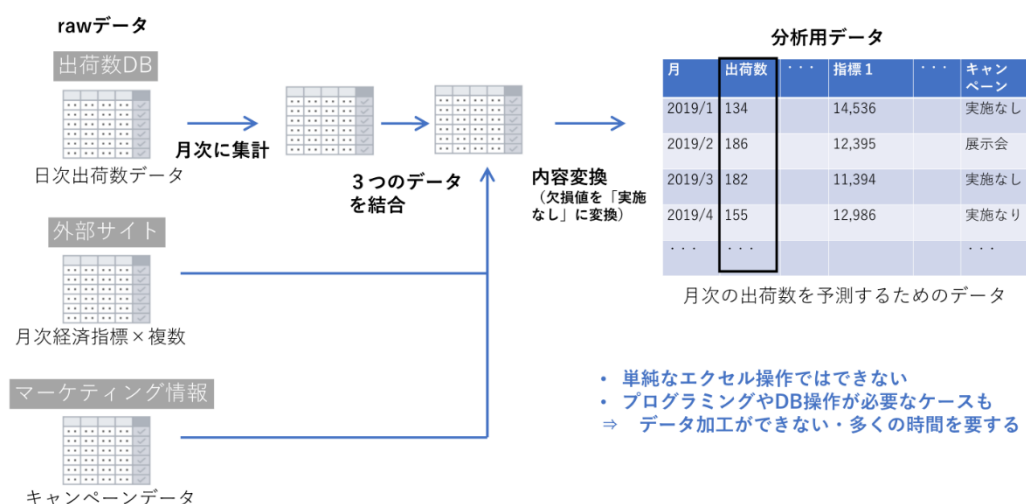 rawデータ
出荷数DB
日次出荷数データ
月次に集計
3つのデータ
を結合
内容変換
(欠損値を「実施
なし」に変換)
外部サイト
月次経済指標×複数
マーケティング情報
キャンペーンデータ
分析用データ
月 出荷数 ・・・ 指標1 ・・・ キャン
ペーン
2019/1 134 14,536 実施なし
2019/2 186 12,395 展示会
2019/3 182 11,394 実施なし
2019/4 155 12,986 実施なり
・・・ ・・・ ・・・
月次の出荷数を予測するためのデータ
• 単純なエクセル操作ではできない
• プログラミングやDB操作が必要なケースも
⇒ データ加工ができない・多くの時間を要する